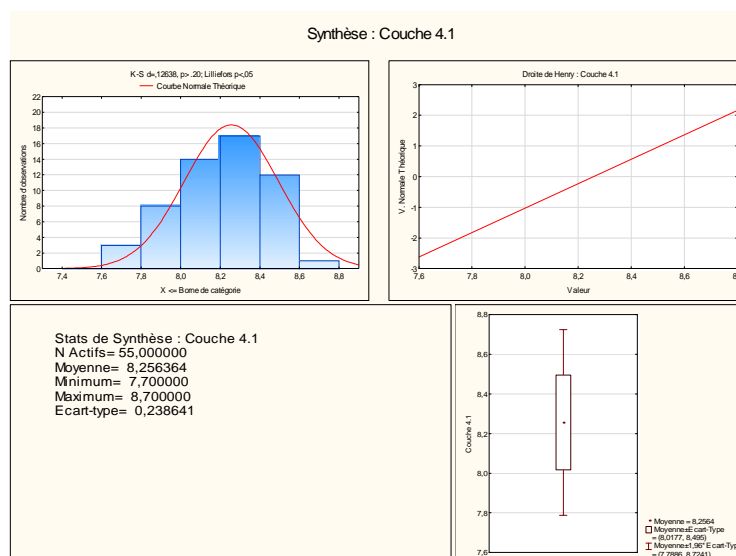 Synthèse : Couche 4.1
K-S d=,12638, p> .20; Lilliefors p<,05
Courbe Normale Théorique
22
20
18
16
14
12
10
8
6
4
2
0
7,4 7,6 7,8 8,0 8,2 8,4 8,6 8,8
Nombre d'observations
X <= Borne de catégorie
Droite de Henry : Couche 4.1
3
2
1
0
-1
-2
-3
7,6 7,8 8,0 8,2 8,4 8,6
V. Normale Théorique
Valeur
Stats de Synthèse : Couche 4.1
N Actifs= 55,000000
Moyenne= 8,256364
Minimum= 7,700000
Maximum= 8,700000
Ecart-type= 0,238641
8,8
8,6
8,4
8,2
8,0
7,8
7,6
Couche 4.1
Moyenne = 8,2564
Moyenne±Ecart-Type
= (8,0177, 8,495)
Moyenne±1,96*Ecart-Type
= (7,7886, 8,7241)